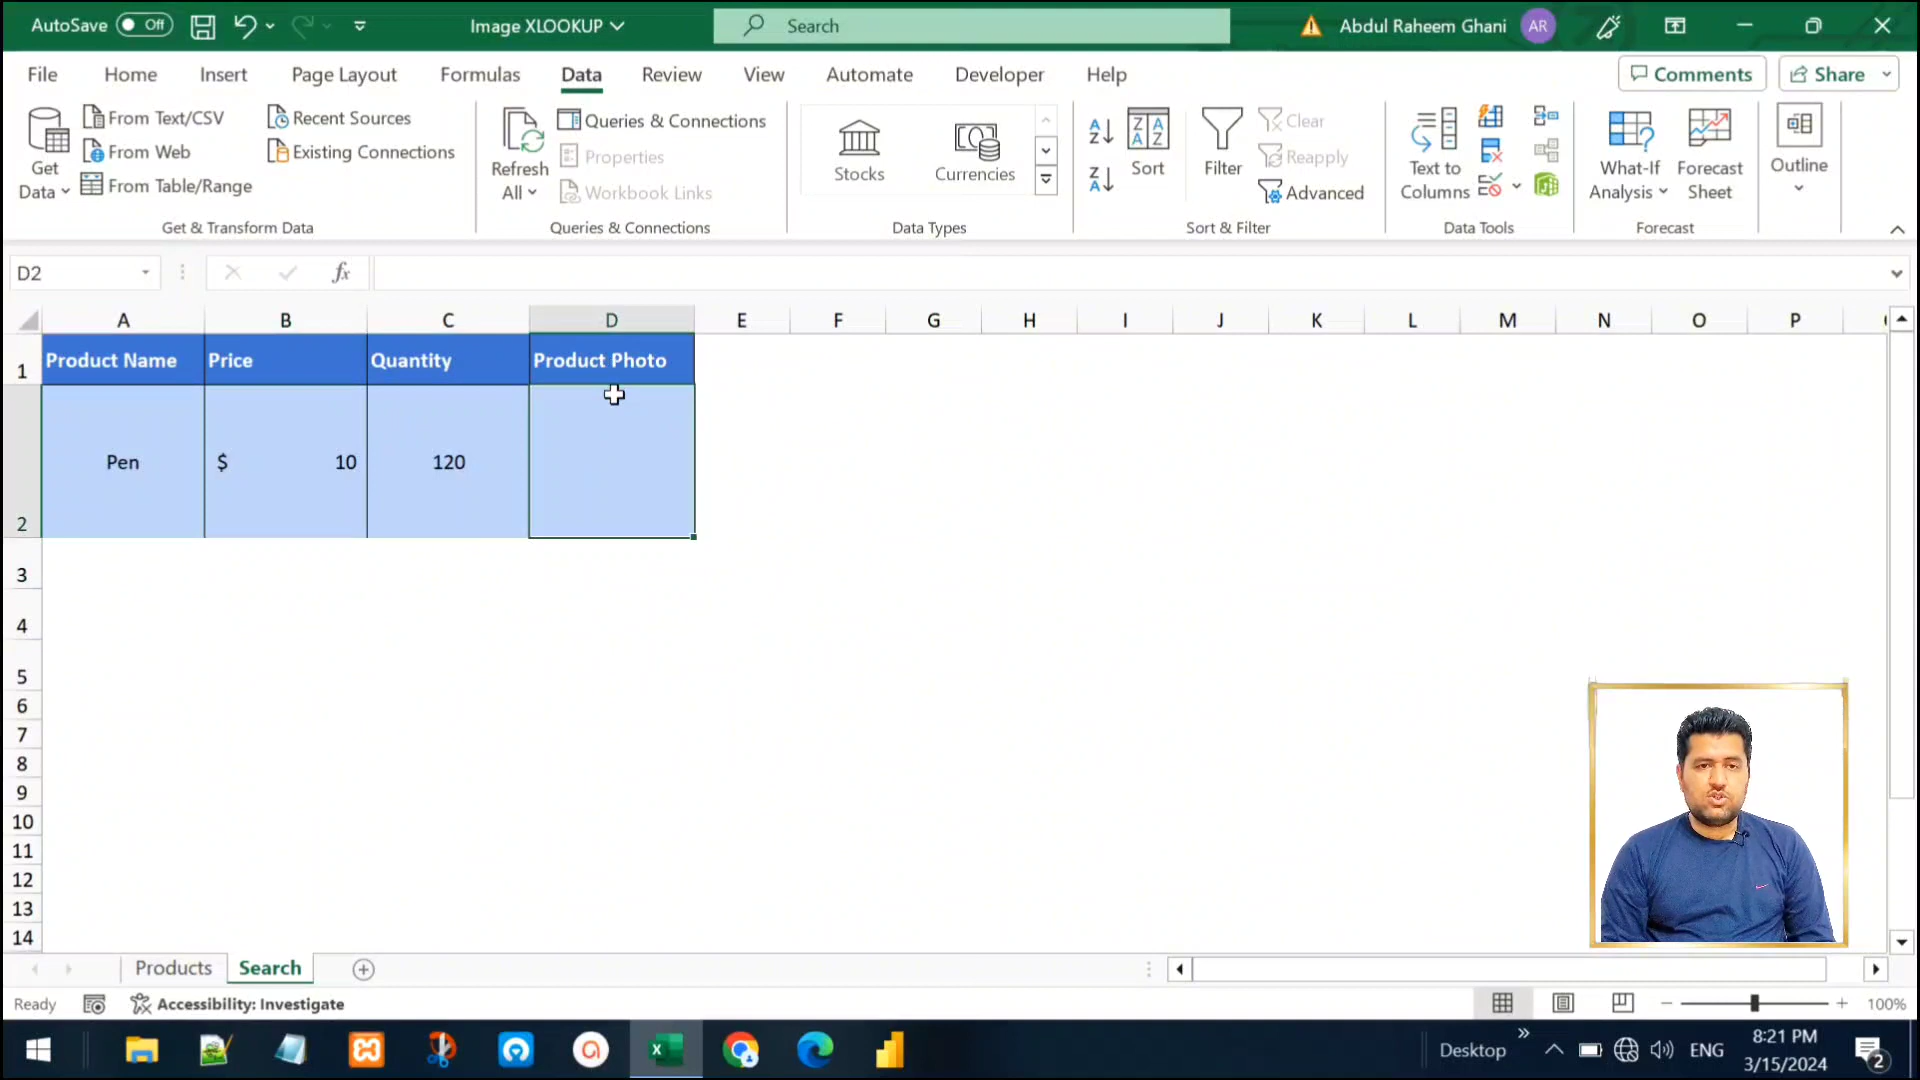 AutoSave Off Image XLOOKUP Search Abdul Raheem Ghani AR
File Home Insert Page Layout Formulas Data Review View Automate Developer Help Comments Share
Get Data
From Text/CSV
From Web
From Table/Range
Recent Sources
Existing Connections
Get & Transform Data
Refresh All
Queries & Connections
Properties
Workbook Links
Queries & Connections
Stocks
Currencies
Data Types
Sort
Filter
Clear
Reapply
Advanced
Sort & Filter
Text to Columns
Data Tools
What-If Analysis
Forecast Sheet
Forecast
Outline
D2 fx
A B C D E F G H I J K L M N O P
1 Product Name Price Quantity Product Photo
Pen $ 10 120
2
3
4
5
6
7
8
9
10
11
12
13
14
Products Search
Ready Accessibility: Investigate 100%
Desktop ENG 8:21 PM
3/15/2024 2